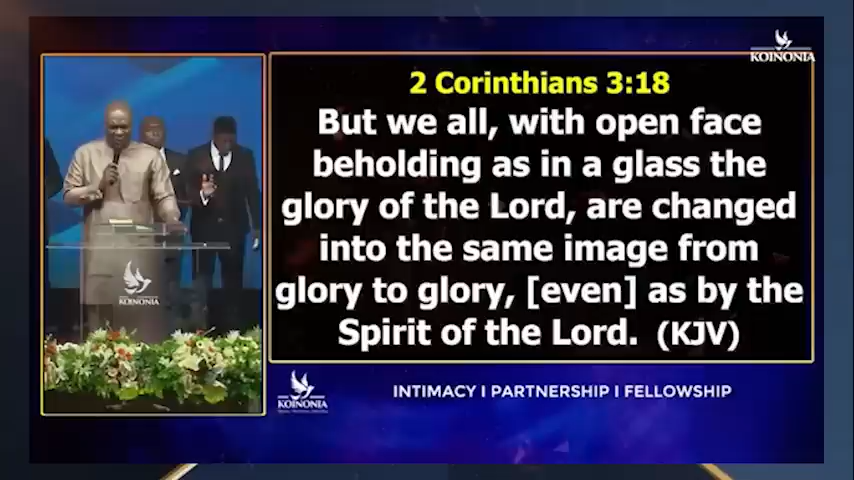 KOINONIA
2 Corinthians 3:18
But we all, with open face
beholding as in a glass the
glory of the Lord, are changed
into the same image from
glory to glory, [even] as by the
Spirit of the Lord. (KJV)
KOINONIA
KOINONIA
INTIMACY I PARTNERSHIP I FELLOWSHIP